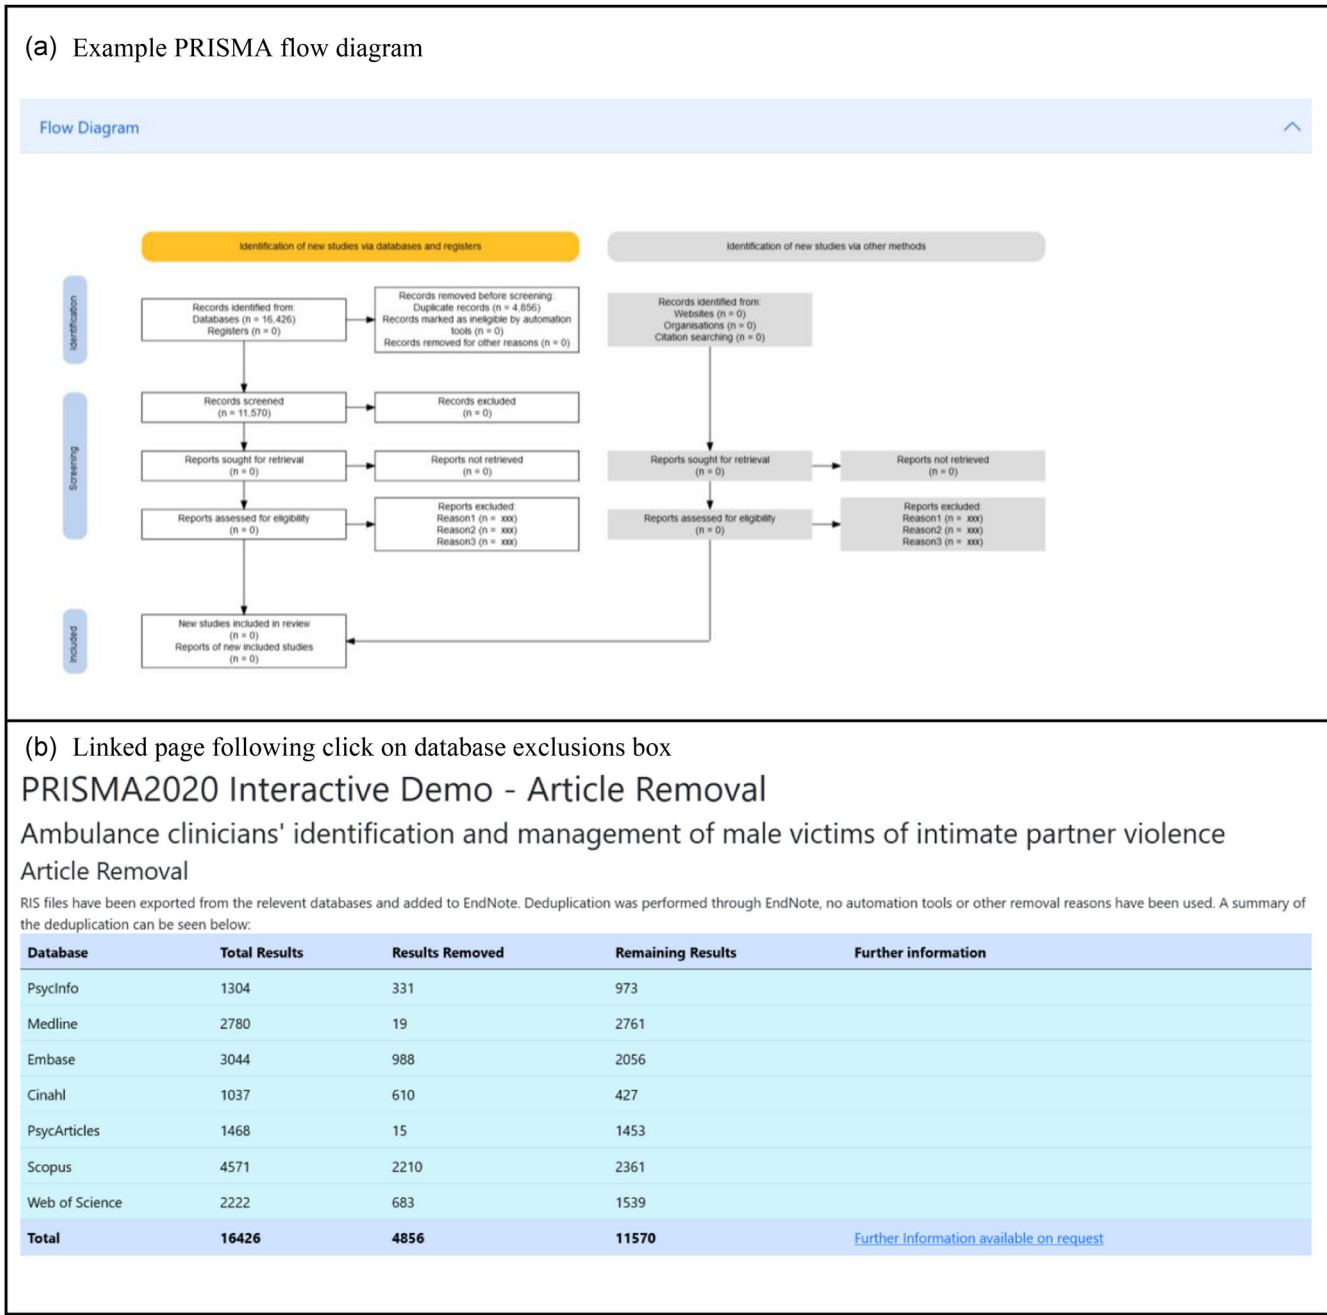 (a) Example PRISMA flow diagram
Flow Diagram
Identification of new studies via databases and registers
Identification of new studies via other methods
Identification
Records identified from:
Databases (n = 16,426)
Registers (n = 0)
Records removed before screening:
Duplicate records (n = 4,856)
Records marked as ineligible by automation
tools (n = 0)
Records removed for other reasons (n = 0)
Records identified from:
Websites (n = 0)
Organisations (n = 0)
Citation searching (n = 0)
Screening
Records screened
(n = 11,570)
Records excluded
(n = 0)
Reports sought for retrieval
(n = 0)
Reports not retrieved
(n = 0)
Reports sought for retrieval
(n = 0)
Reports not retrieved
(n = 0)
Reports assessed for eligibility
(n = 0)
Reports excluded:
Reason1 (n = xxx)
Reason2 (n = xxx)
Reason3 (n = xxx)
Reports assessed for eligibility
(n = 0)
Reports excluded:
Reason1 (n = xxx)
Reason2 (n = xxx)
Reason3 (n = xxx)
Included
New studies included in review
(n = 0)
Reports of new included studies
(n = 0)
(b) Linked page following click on database exclusions box
PRISMA2020 Interactive Demo - Article Removal
Ambulance clinicians' identification and management of male victims of intimate partner violence
Article Removal
RIS files have been exported from the relevent databases and added to EndNote. Deduplication was performed through EndNote, no automation tools or other removal reasons have been used. A summary of
the deduplication can be seen below:
Database Total Results Results Removed Remaining Results Further information
PsycInfo 1304 331 973
Medline 2780 19 2761
Embase 3044 988 2056
Cinahl 1037 610 427
PsycArticles 1468 15 1453
Scopus 4571 2210 2361
Web of Science 2222 683 1539
Total 16426 4856 11570 Further Information available on request